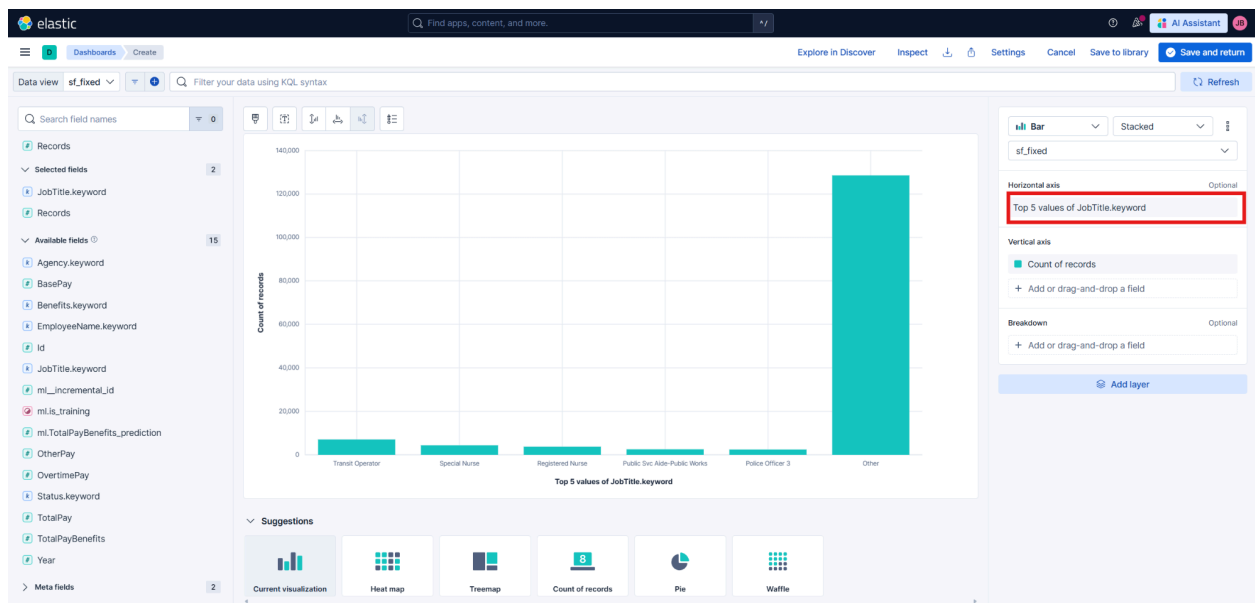 elastic
Find apps, content, and more.
^/
AI Assistant
JB
D
Dashboards
Create
Explore in Discover
Inspect
Settings
Cancel
Save to library
Save and return
Data view
sf_fixed
Filter your data using KQL syntax
Refresh
Search field names
0
Records
Selected fields
2
JobTitle.keyword
Records
Available fields
15
Agency.keyword
BasePay
Benefits.keyword
EmployeeName.keyword
Id
JobTitle.keyword
ml__incremental_id
ml.is_training
ml.TotalPayBenefits_prediction
OtherPay
OvertimePay
Status.keyword
TotalPay
TotalPayBenefits
Year
Meta fields
2
140,000
120,000
100,000
80,000
60,000
40,000
20,000
0
Count of records
Transit Operator
Special Nurse
Registered Nurse
Public Svc Aide-Public Works
Police Officer 3
Other
Top 5 values of JobTitle.keyword
Suggestions
Current visualization
Heat map
Treemap
8
Count of records
Pie
Waffle
Bar
Stacked
sf_fixed
Horizontal axis
Optional
Top 5 values of JobTitle.keyword
Vertical axis
Count of records
+ Add or drag-and-drop a field
Breakdown
Optional
+ Add or drag-and-drop a field
Add layer